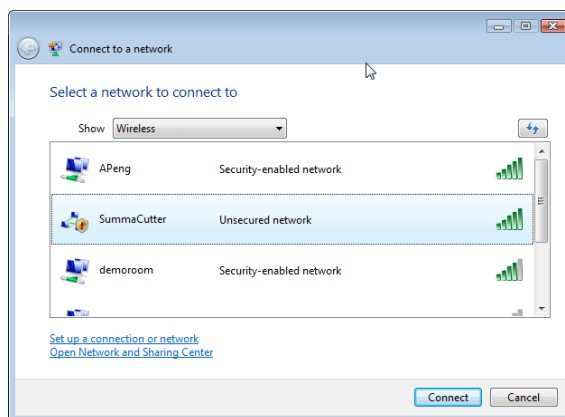 Connect to a network
Select a network to connect to
Show Wireless
APeng Security-enabled network
SummaCutter Unsecured network
demoroom Security-enabled network
Set up a connection or network
Open Network and Sharing Center
Connect Cancel